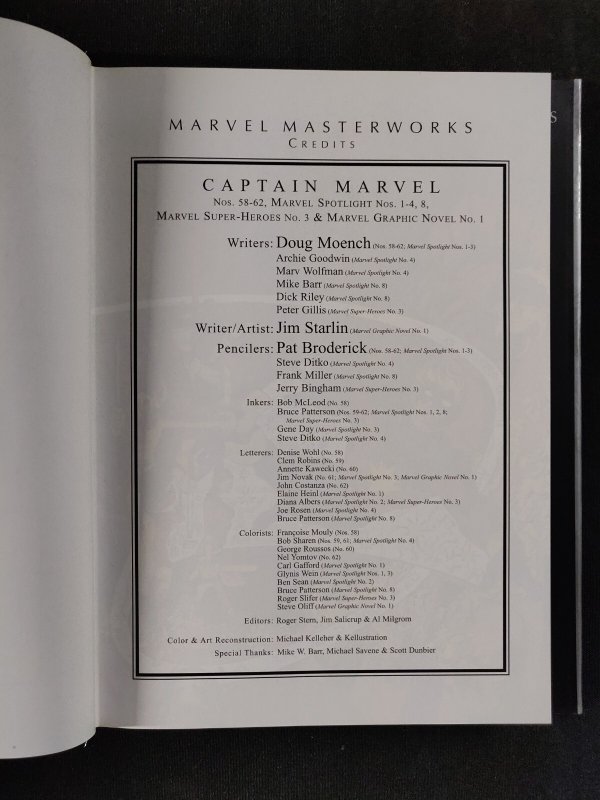 MARVEL MASTERWORKS
CREDITS
CAPTAIN MARVEL
NOS. 58-62, MARVEL SPOTLIGHT NOS. 1-4, 8,
MARVEL SUPER-HEROES NO. 3 & MARVEL GRAPHIC NOVEL NO. 1
Writers: Doug Moench (Nos. 58-62; Marvel Spotlight Nos. 1-3)
Archie Goodwin (Marvel Spotlight No. 4)
Marv Wolfman (Marvel Spotlight No. 4)
Mike Barr (Marvel Spotlight No. 8)
Dick Riley (Marvel Spotlight No. 8)
Peter Gillis (Marvel Super-Heroes No. 3)
Writer/Artist: Jim Starlin (Marvel Graphic Novel No. 1)
Pencilers: Pat Broderick (Nos. 58-62; Marvel Spotlight Nos. 1-3)
Steve Ditko (Marvel Spotlight No. 4)
Frank Miller (Marvel Spotlight No. 8)
Jerry Bingham (Marvel Super-Heroes No. 3)
Inkers: Bob McLeod (No. 58)
Bruce Patterson (Nos. 59-62; Marvel Spotlight Nos. 1, 2, 8;
Marvel Super-Heroes No. 3)
Gene Day (Marvel Spotlight No. 3)
Steve Ditko (Marvel Spotlight No. 4)
Letterers: Denise Wohl (No. 58)
Clem Robins (No. 59)
Annette Kawecki (No. 60)
Jim Novak (No. 61; Marvel Spotlight No. 3; Marvel Graphic Novel No. 1)
John Costanza (No. 62)
Elaine Heinl (Marvel Spotlight No. 1)
Diana Albers (Marvel Spotlight No. 2; Marvel Super-Heroes No. 3)
Joe Rosen (Marvel Spotlight No. 4)
Bruce Patterson (Marvel Spotlight No. 8)
Colorists: Françoise Mouly (Nos. 58)
Bob Sharen (Nos. 59, 61; Marvel Spotlight No. 4)
George Roussos (No. 60)
Nel Yomtov (No. 62)
Carl Gafford (Marvel Spotlight No. 1)
Glynis Wein (Marvel Spotlight Nos. 1, 3)
Ben Sean (Marvel Spotlight No. 2)
Bruce Patterson (Marvel Spotlight No. 8)
Roger Slifer (Marvel Super-Heroes No. 3)
Steve Oliff (Marvel Graphic Novel No. 1)
Editors: Roger Stern, Jim Salicrup & Al Milgrom
Color & Art Reconstruction: Michael Kelleher & Kellustration
Special Thanks: Mike W. Barr, Michael Savene & Scott Dunbier
S